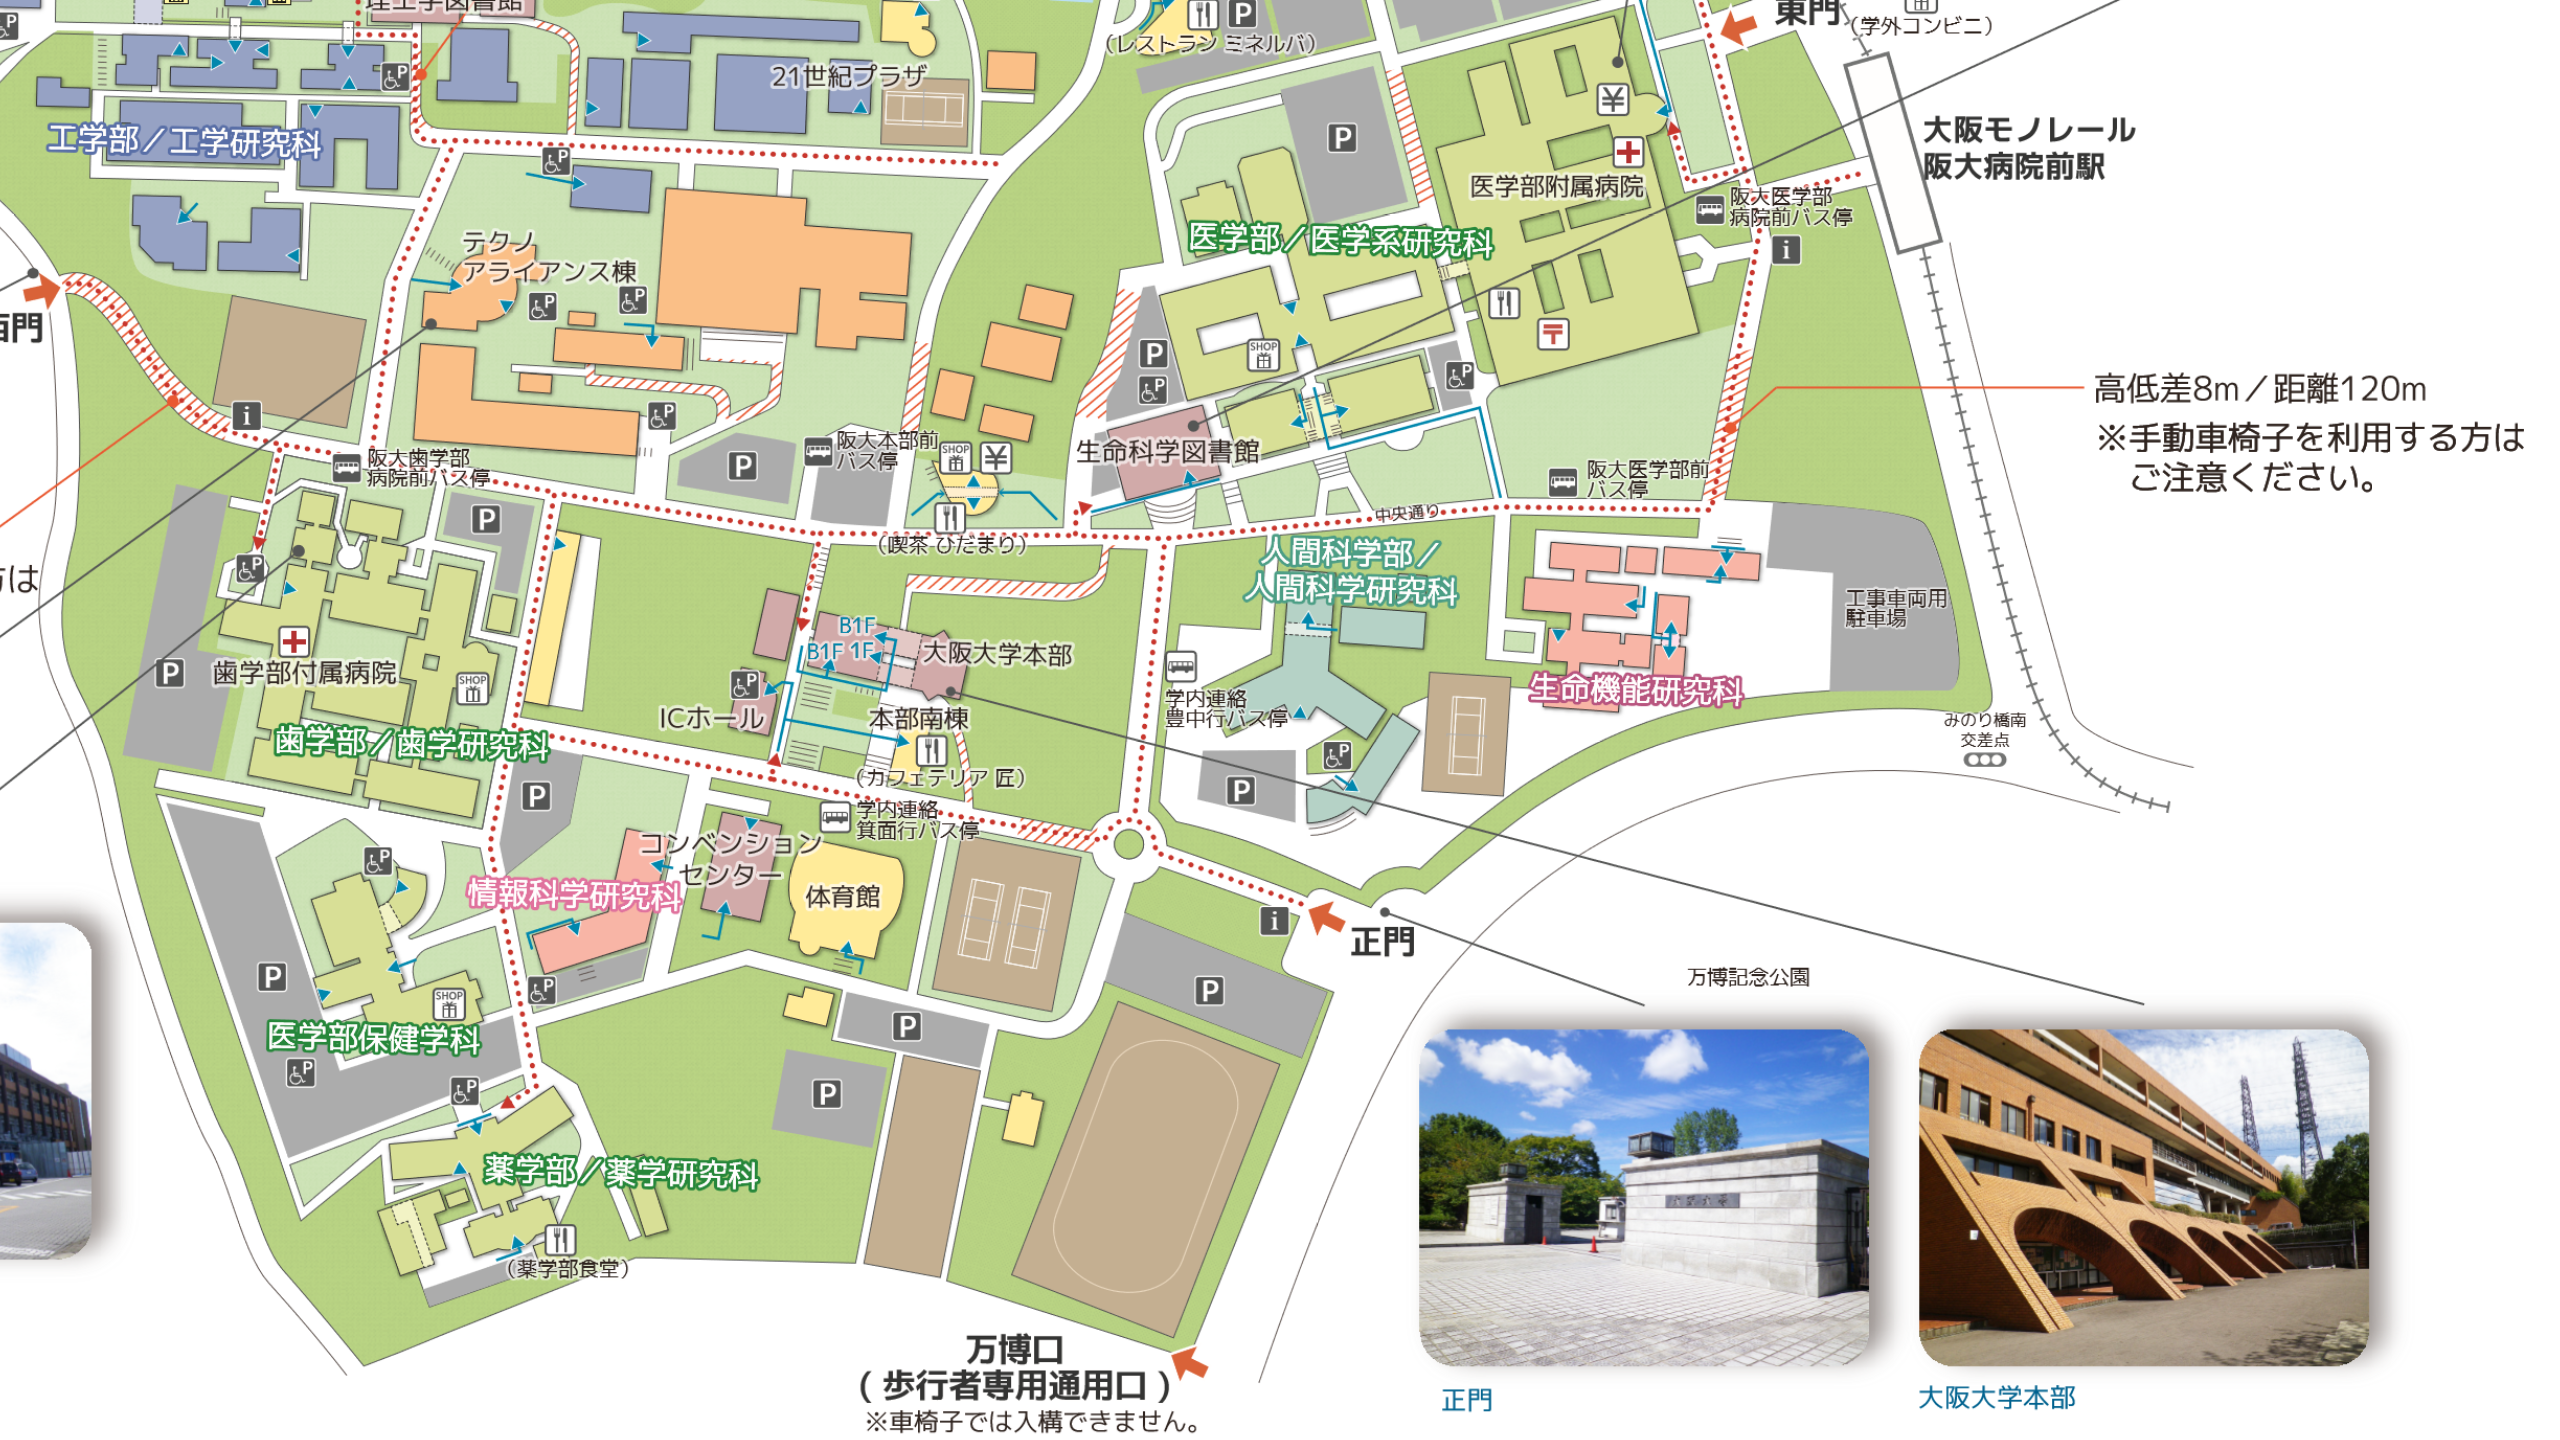 理工学図書館
東門
(学外コンビニ)
P
(レストラン ミネルバ)
21世紀プラザ
工学部／工学研究科
P
¥
医学部附属病院
大阪モノレール
阪大病院前駅
阪大医学部
病院前バス停
i
医学部／医学系研究科
テクノ
アライアンス棟
西門
P
SHOP
〒
高低差8m／距離120m
※手動車椅子を利用する方は
ご注意ください。
i
阪大歯学部
病院前バス停
P
阪大本部前
バス停
SHOP
¥
生命科学図書館
阪大医学部前
バス停
中央通り
(喫茶 ひだまり)
P
人間科学部／
人間科学研究科
方は
工事車両用
駐車場
B1F
B1F 1F
大阪大学本部
P
歯学部付属病院
SHOP
ICホール
本部南棟
学内連絡
豊中行バス停
生命機能研究科
みのり橋南
交差点
歯学部／歯学研究科
(カフェテリア 匠)
P
P
学内連絡
箕面行バス停
コンベンション
センター
情報科学研究科
体育館
i
正門
P
P
万博記念公園
SHOP
P
医学部保健学科
P
薬学部／薬学研究科
(薬学部食堂)
万博口
( 歩行者専用通用口 )
※車椅子では入構できません。
正門
大阪大学本部